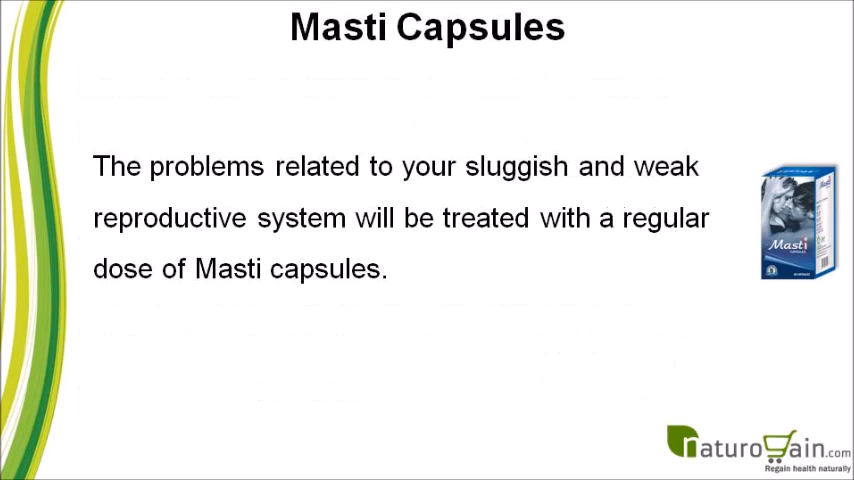 Masti Capsules
The problems related to your sluggish and weak
reproductive system will be treated with a regular
dose of Masti capsules.
Masti
CAPSULES
naturogain.com
Regain health naturally